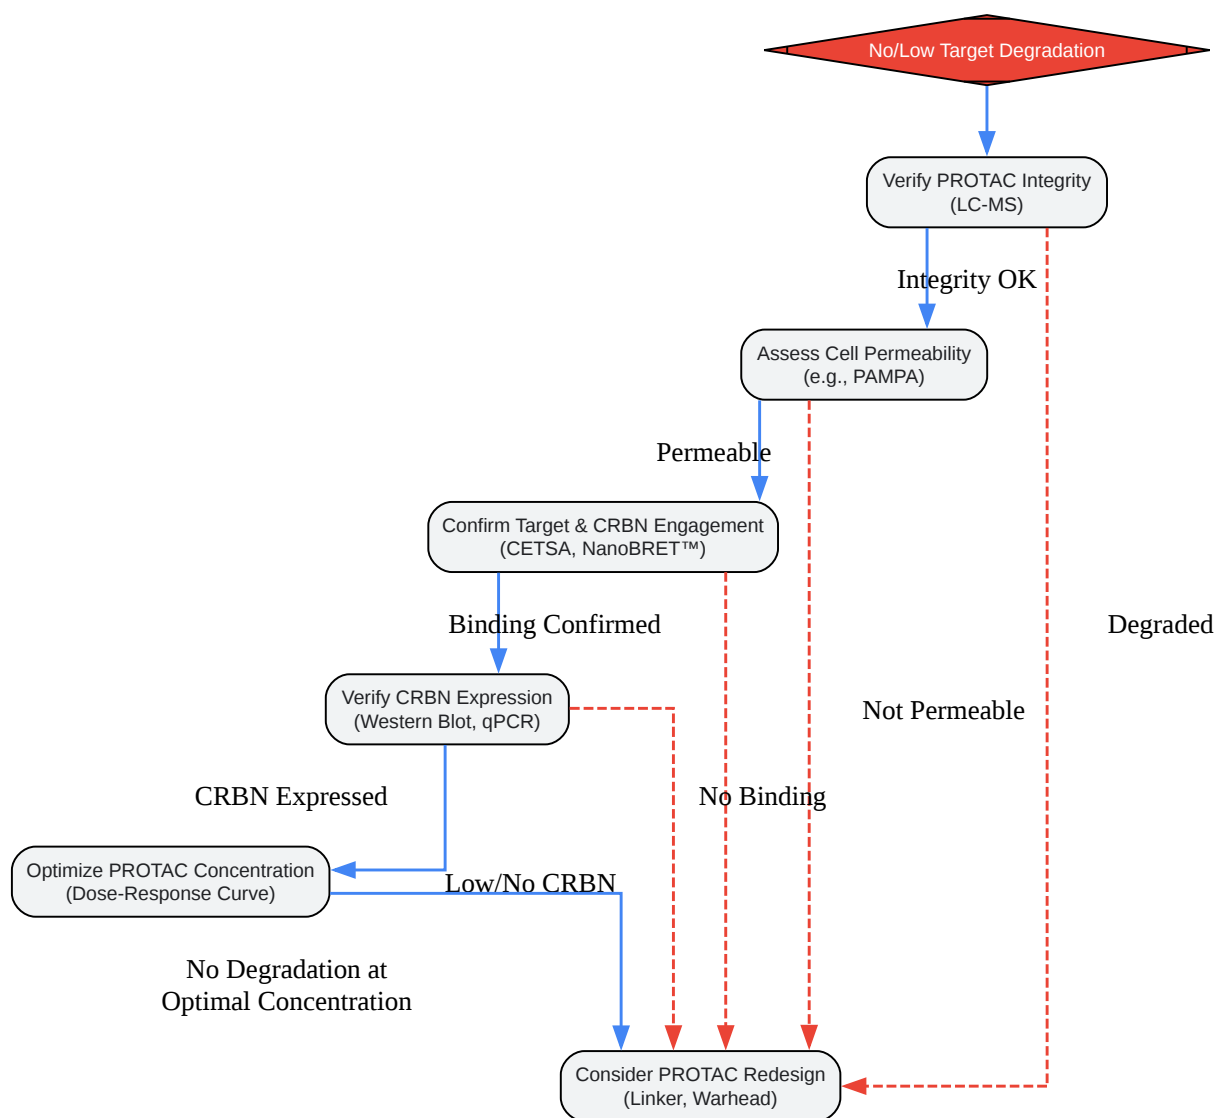 No/Low Target Degradation
Verify PROTAC Integrity
(LC-MS)
Integrity OK
Assess Cell Permeability
(e.g., PAMPA)
Permeable
Confirm Target & CRBN Engagement
(CETSA, NanoBRET™)
Binding Confirmed
Degraded
Verify CRBN Expression
(Western Blot, qPCR)
Not Permeable
CRBN Expressed
No Binding
Optimize PROTAC Concentration
(Dose-Response Curve)
Low/No CRBN
No Degradation at
Optimal Concentration
Consider PROTAC Redesign
(Linker, Warhead)